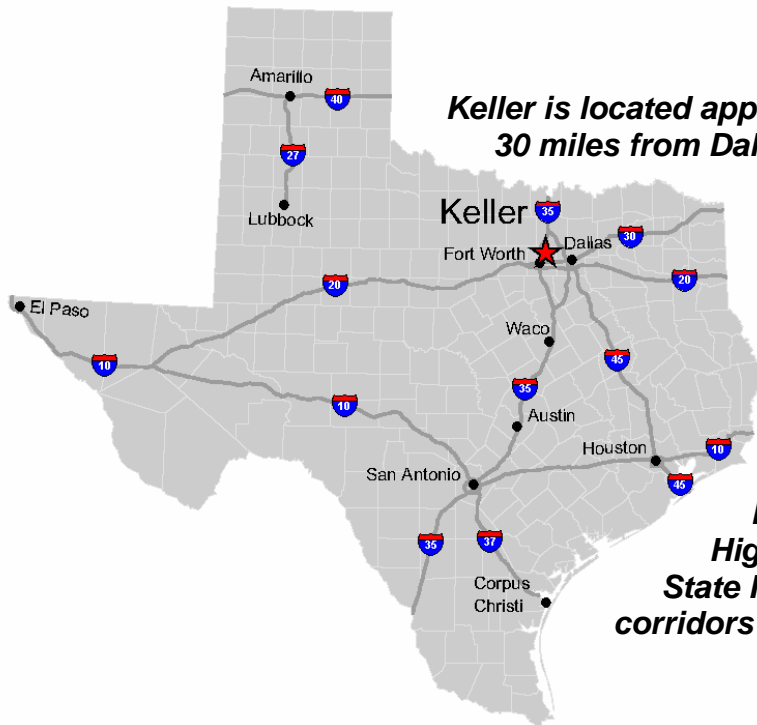 Amarillo
40
Keller is located app
30 miles from Dal
27
Lubbock
Keller
35
30
Fort Worth
Dallas
20
20
El Paso
Waco
10
45
35
10
Austin
Houston
10
San Antonio
45
35
37
Hig
State
Corpus
Christi
corridors